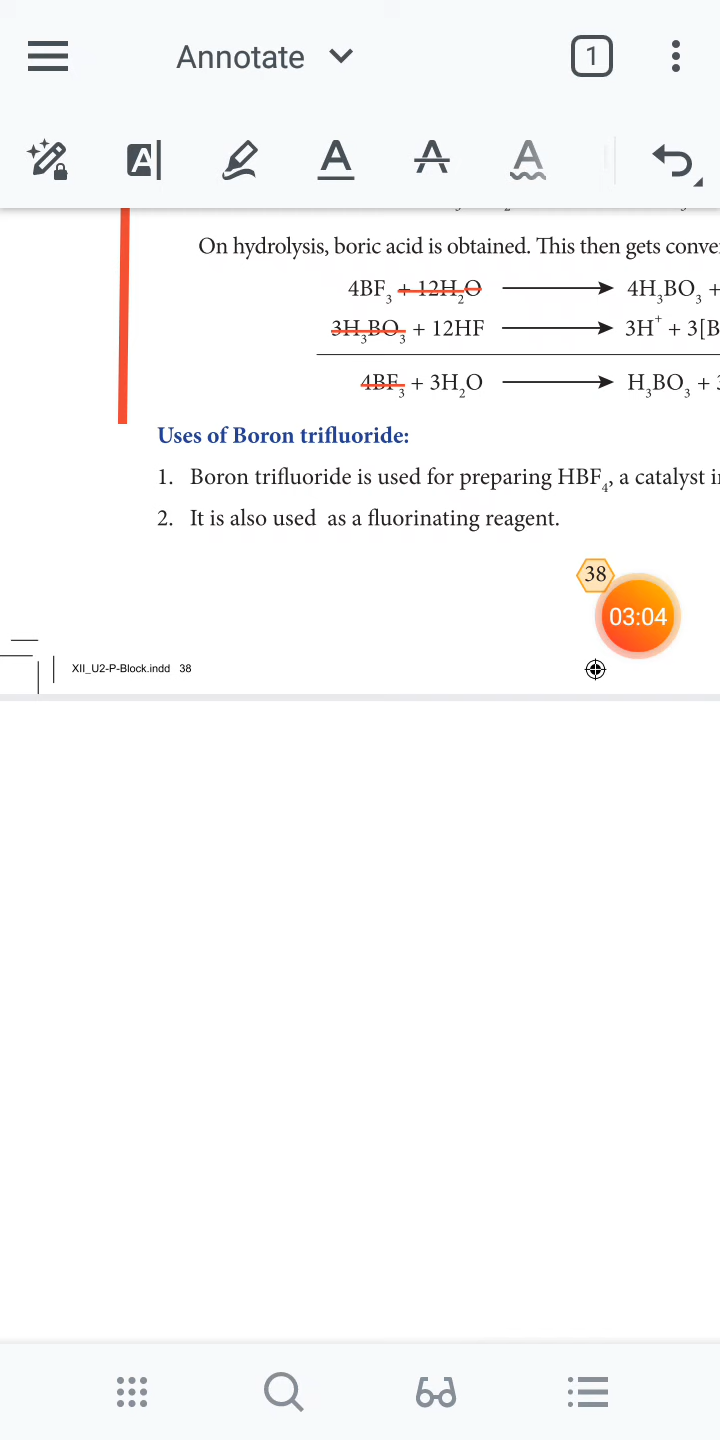 Annotate
1
A A A A
On hydrolysis, boric acid is obtained. This then gets conve
4BF₃ + 12H₂O ⟶ 4H₃BO₃ +
3H₃BO₃ + 12HF ⟶ 3H⁺ + 3[B
4BF₃ + 3H₂O ⟶ H₃BO₃ + 3
Uses of Boron trifluoride:
1. Boron trifluoride is used for preparing HBF₄, a catalyst in
2. It is also used as a fluorinating reagent.
38
03:04
XII_U2-P-Block.indd 38